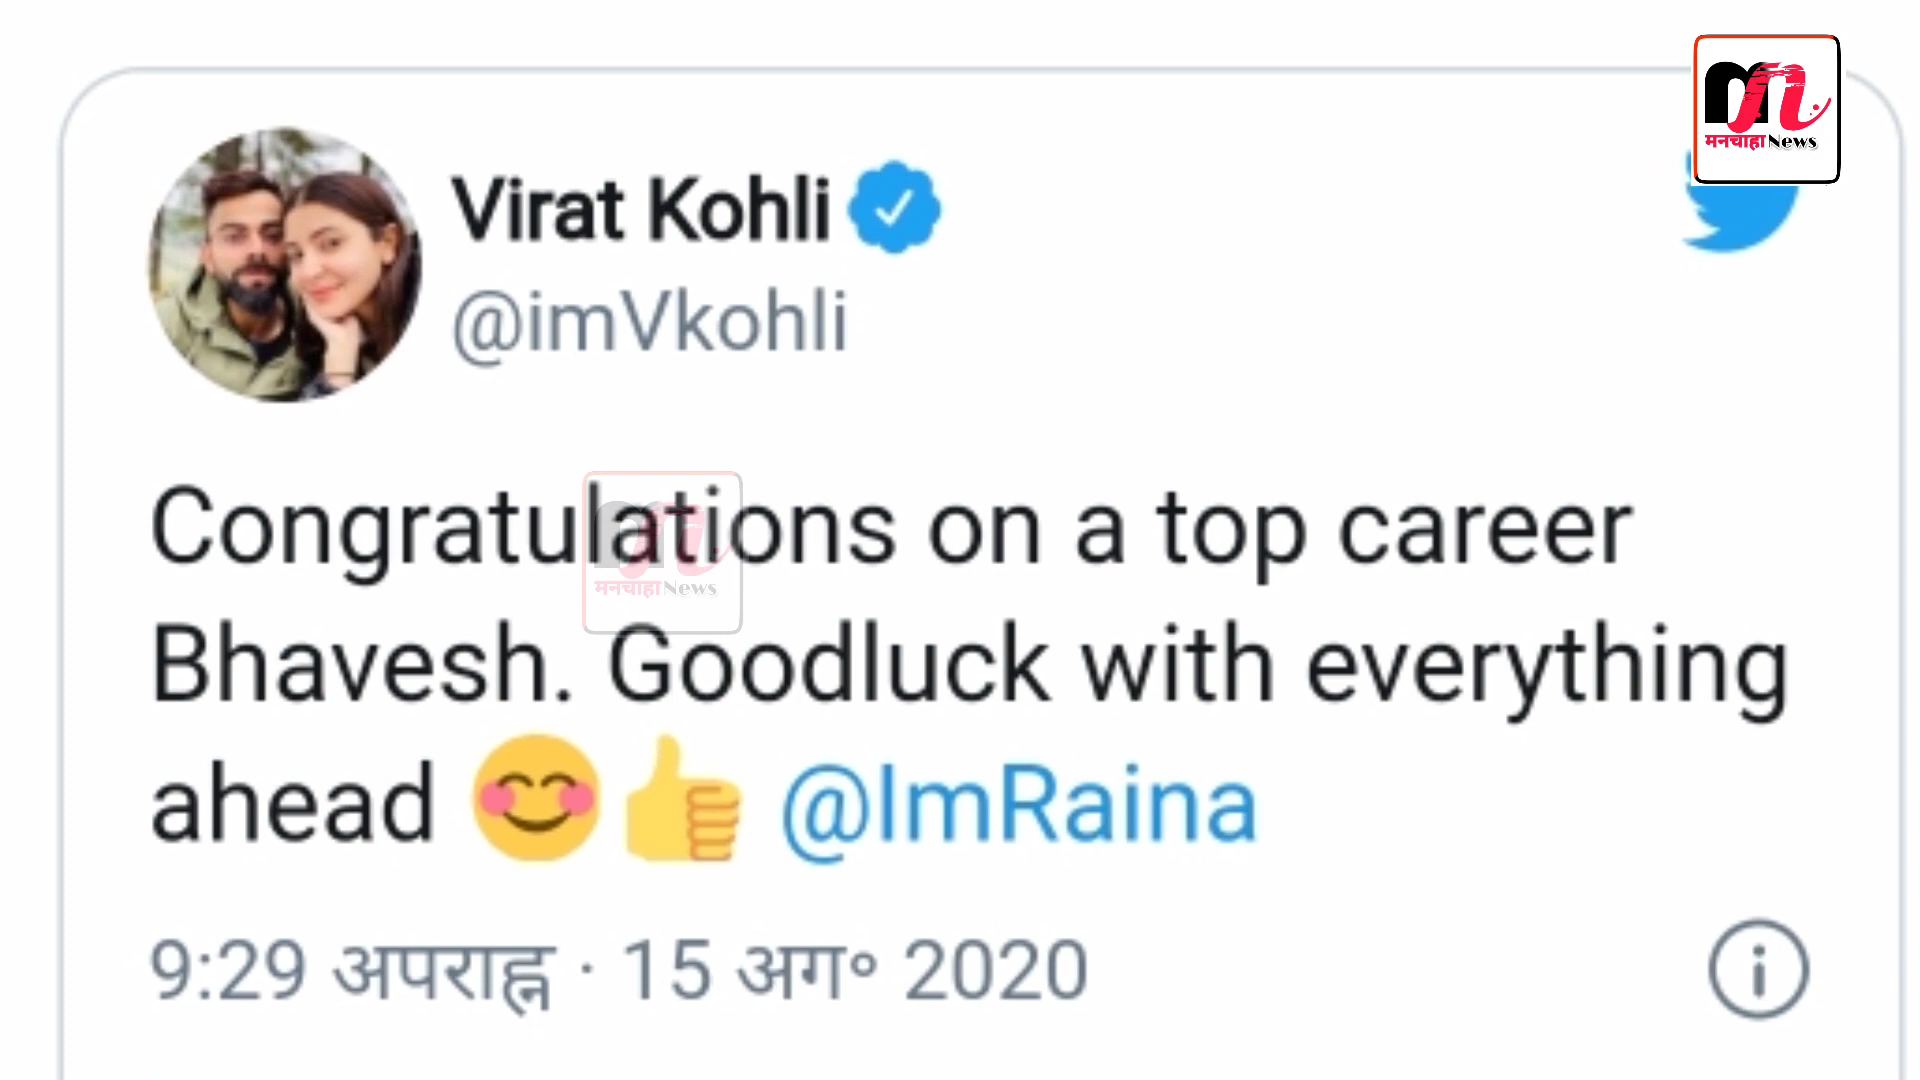 मनचाहा News
Virat Kohli
@imVkohli
Congratulations on a top career
मनचाहा News
Bhavesh. Goodluck with everything
ahead 😊👍 @ImRaina
9:29 अपराह्न · 15 अग॰ 2020